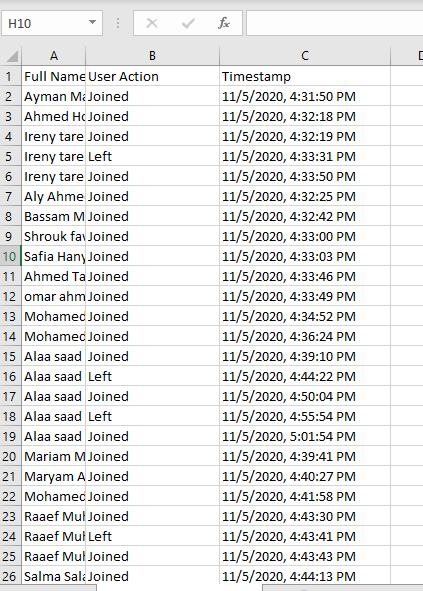 H10 fx
A B C
1 Full Name User Action Timestamp
2 Ayman Ma Joined 11/5/2020, 4:31:50 PM
3 Ahmed Ho Joined 11/5/2020, 4:32:18 PM
4 Ireny tare Joined 11/5/2020, 4:32:19 PM
5 Ireny tare Left 11/5/2020, 4:33:31 PM
6 Ireny tare Joined 11/5/2020, 4:33:50 PM
7 Aly Ahme Joined 11/5/2020, 4:32:25 PM
8 Bassam M Joined 11/5/2020, 4:32:42 PM
9 Shrouk fav Joined 11/5/2020, 4:33:00 PM
10 Safia Hany Joined 11/5/2020, 4:33:03 PM
11 Ahmed Ta Joined 11/5/2020, 4:33:46 PM
12 omar ahm Joined 11/5/2020, 4:33:49 PM
13 Mohamed Joined 11/5/2020, 4:34:52 PM
14 Mohamed Joined 11/5/2020, 4:36:24 PM
15 Alaa saad Joined 11/5/2020, 4:39:10 PM
16 Alaa saad Left 11/5/2020, 4:44:22 PM
17 Alaa saad Joined 11/5/2020, 4:50:04 PM
18 Alaa saad Left 11/5/2020, 4:55:54 PM
19 Alaa saad Joined 11/5/2020, 5:01:54 PM
20 Mariam M Joined 11/5/2020, 4:39:41 PM
21 Maryam A Joined 11/5/2020, 4:40:27 PM
22 Mohamed Joined 11/5/2020, 4:41:58 PM
23 Raaef Muh Joined 11/5/2020, 4:43:30 PM
24 Raaef Muh Left 11/5/2020, 4:43:41 PM
25 Raaef Muh Joined 11/5/2020, 4:43:43 PM
26 Salma Sala Joined 11/5/2020, 4:44:13 PM